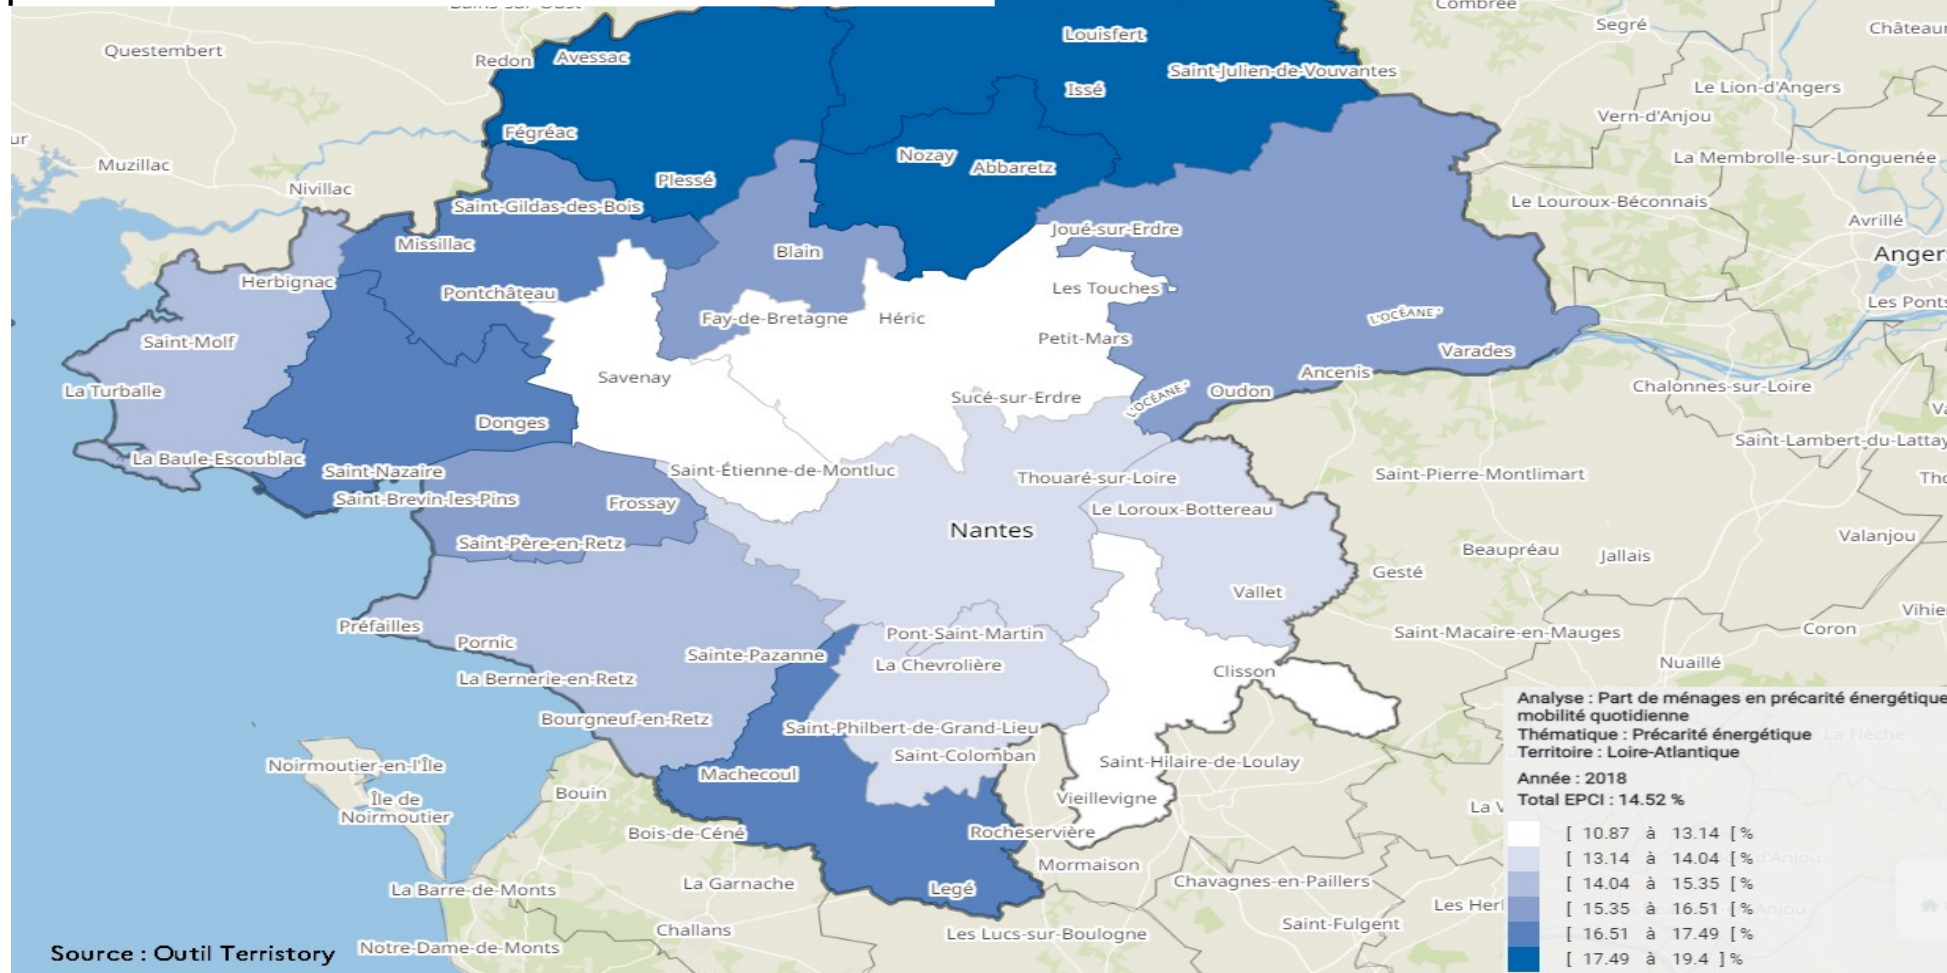 Combrée
Segré
Questembert
Redon
Avessac
Louisfert
Saint-Julien-de-Vouvantes
Issé
Le Lion-d'Angers
Vern-d'Anjou
Fégréac
Muzillac
Nozay
Abbaretz
La Membrolle-sur-Longuenée
Nivillac
Plessé
Saint-Gildas-des-Bois
Le Louroux-Béconnais
Avrillé
Missillac
Joué-sur-Erdre
Blain
Herbignac
Pontchâteau
Les Touches
Fay-de-Bretagne
Héric
L'OCÉANE
Saint-Molf
Petit-Mars
Varades
Savenay
Ancenis
La Turballe
Sucé-sur-Erdre
L'OCÉANE
Oudon
Chalonnes-sur-Loire
Donges
Saint-Lambert-du-Lattay
La Baule-Escoublac
Saint-Nazaire
Saint-Étienne-de-Montluc
Thouaré-sur-Loire
Saint-Pierre-Montlimart
Saint-Brevin-les-Pins
Frossay
Le Loroux-Bottereau
Nantes
Saint-Père-en-Retz
Beaupréau
Jallais
Valanjou
Gesté
Vallet
Préfailles
Pornic
Pont-Saint-Martin
Saint-Macaire-en-Mauges
Coron
Sainte-Pazanne
La Chevrolière
Clisson
Nuaillé
La Bernerie-en-Retz
Bourgneuf-en-Retz
Saint-Philbert-de-Grand-Lieu
Saint-Colomban
Saint-Hilaire-de-Loulay
Noirmoutier-en-l'Île
Machecoul
Bouin
Île de
Noirmoutier
Vieillevigne
Bois-de-Céné
Rocheservière
Mormaison
La Barre-de-Monts
La Garnache
Legé
Chavagnes-en-Paillers
Challans
Les Lucs-sur-Boulogne
Saint-Fulgent
Notre-Dame-de-Monts
Source : Outil Terristory
Analyse : Part de ménages en précarité énergétique
mobilité quotidienne
Thématique : Précarité énergétique
Territoire : Loire-Atlantique
Année : 2018
Total EPCI : 14.52 %
[ 10.87 à 13.14 [ %
[ 13.14 à 14.04 [ %
[ 14.04 à 15.35 [ %
[ 15.35 à 16.51 [ %
[ 16.51 à 17.49 [ %
[ 17.49 à 19.4 ] %